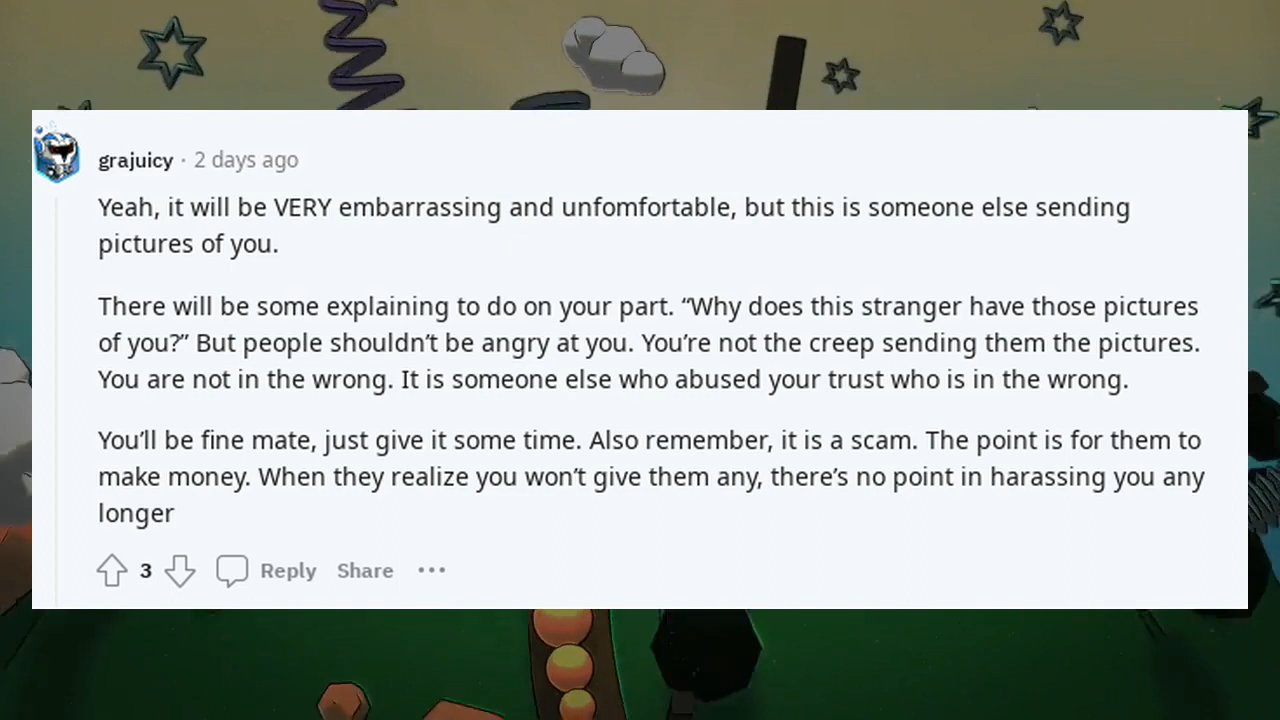 grajuicy · 2 days ago
Yeah, it will be VERY embarrassing and unfomfortable, but this is someone else sending
pictures of you.
There will be some explaining to do on your part. “Why does this stranger have those pictures
of you?” But people shouldn’t be angry at you. You’re not the creep sending them the pictures.
You are not in the wrong. It is someone else who abused your trust who is in the wrong.
You’ll be fine mate, just give it some time. Also remember, it is a scam. The point is for them to
make money. When they realize you won’t give them any, there’s no point in harassing you any
longer
3 Reply Share ···